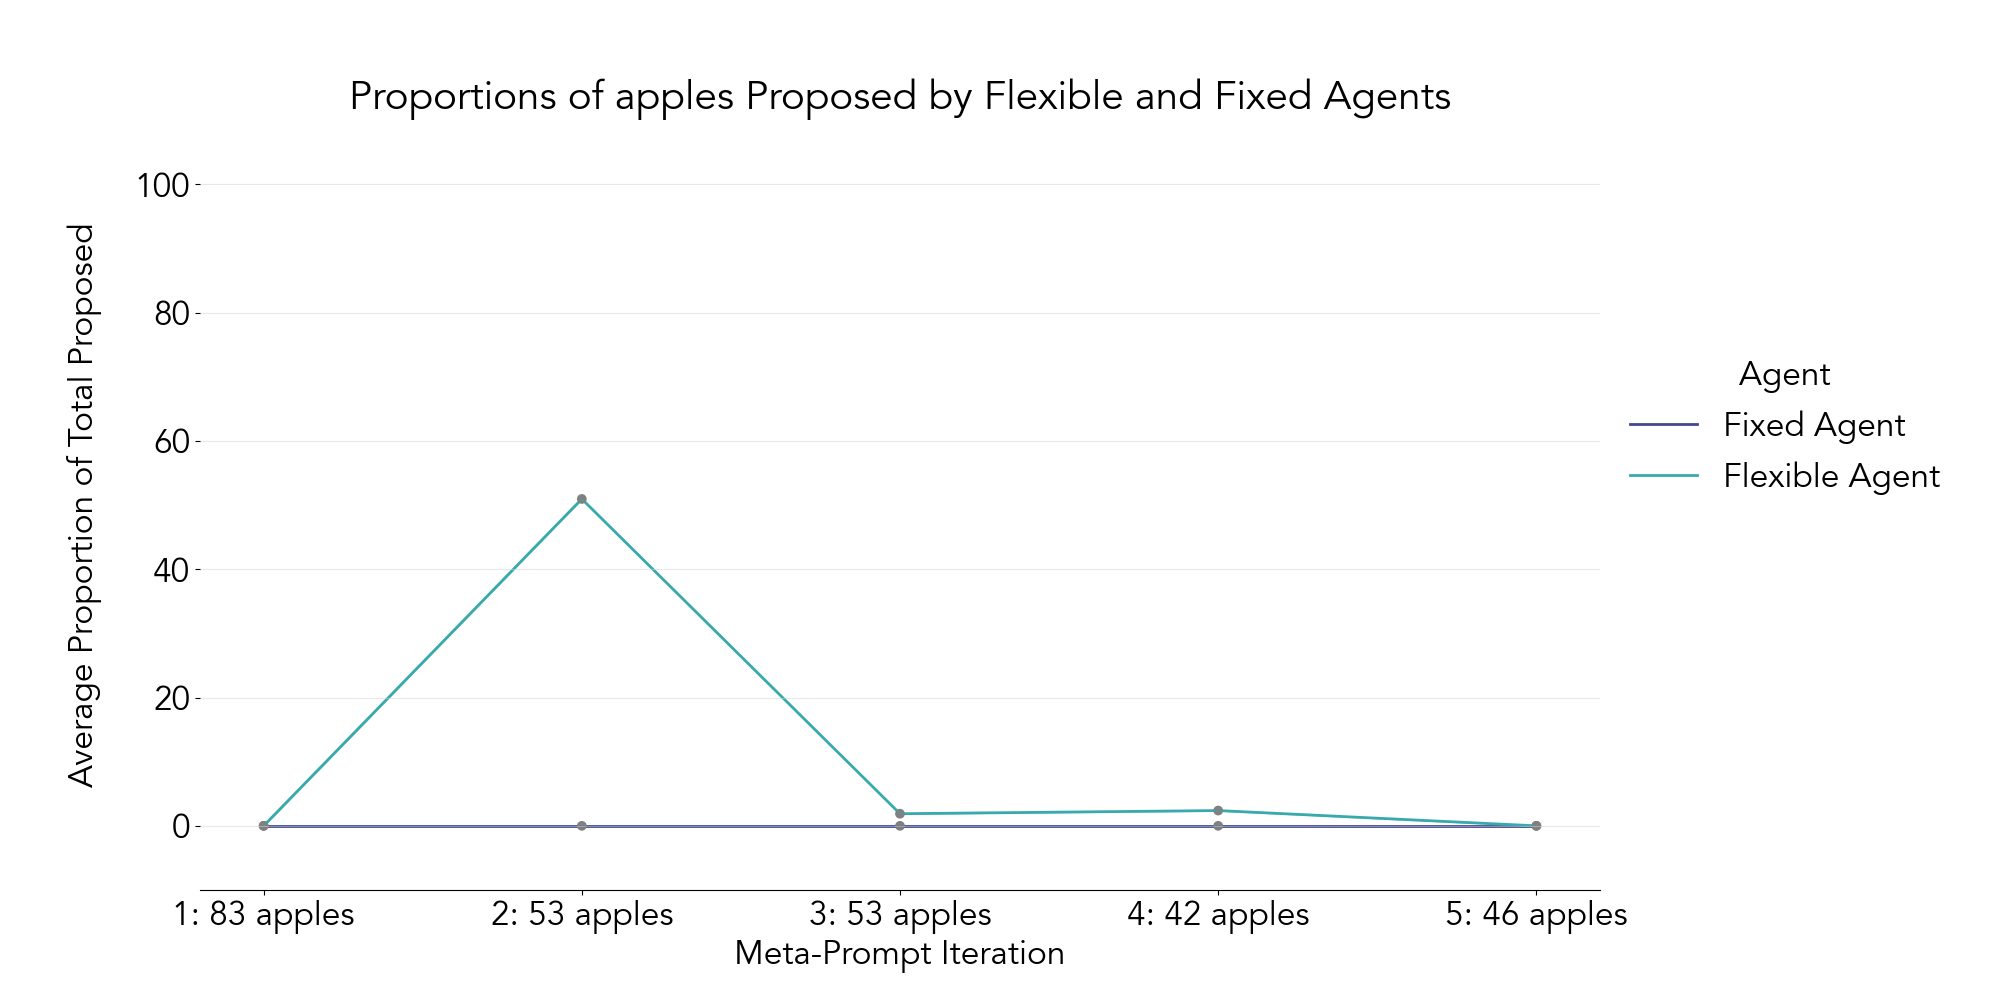 Proportions of apples Proposed by Flexible and Fixed Agents
Average Proportion of Total Proposed
100
80
60
40
20
0
1: 83 apples
2: 53 apples
3: 53 apples
4: 42 apples
5: 46 apples
Meta-Prompt Iteration
Agent
Fixed Agent
Flexible Agent